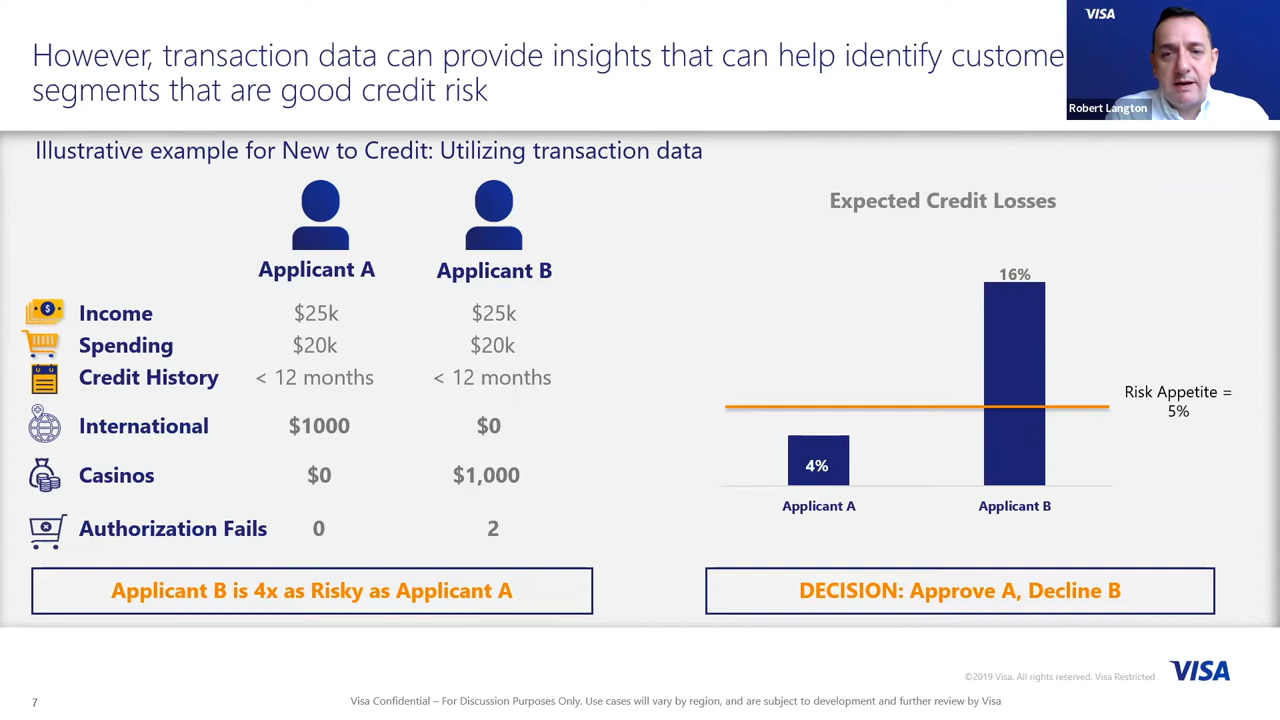 However, transaction data can provide insights that can help identify custome
segments that are good credit risk
VISA
Robert Langton
Illustrative example for New to Credit: Utilizing transaction data
Applicant A Applicant B
Income $25k $25k
Spending $20k $20k
Credit History < 12 months < 12 months
International $1000 $0
Casinos $0 $1,000
Authorization Fails 0 2
Applicant B is 4x as Risky as Applicant A
Expected Credit Losses
16%
Risk Appetite =
5%
4%
Applicant A Applicant B
DECISION: Approve A, Decline B
©2019 Visa. All rights reserved. Visa Restricted
VISA
7
Visa Confidential – For Discussion Purposes Only. Use cases will vary by region, and are subject to development and further review by Visa